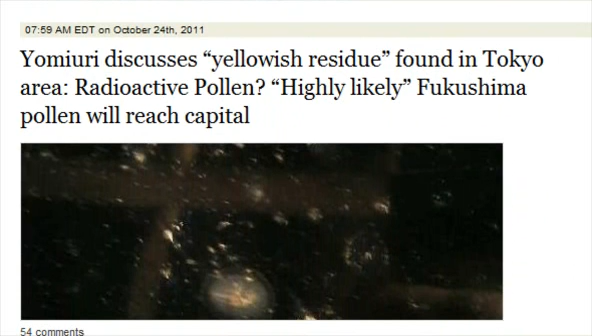 07:59 AM EDT on October 24th, 2011
Yomiuri discusses “yellowish residue” found in Tokyo
area: Radioactive Pollen? “Highly likely” Fukushima
pollen will reach capital
54 comments